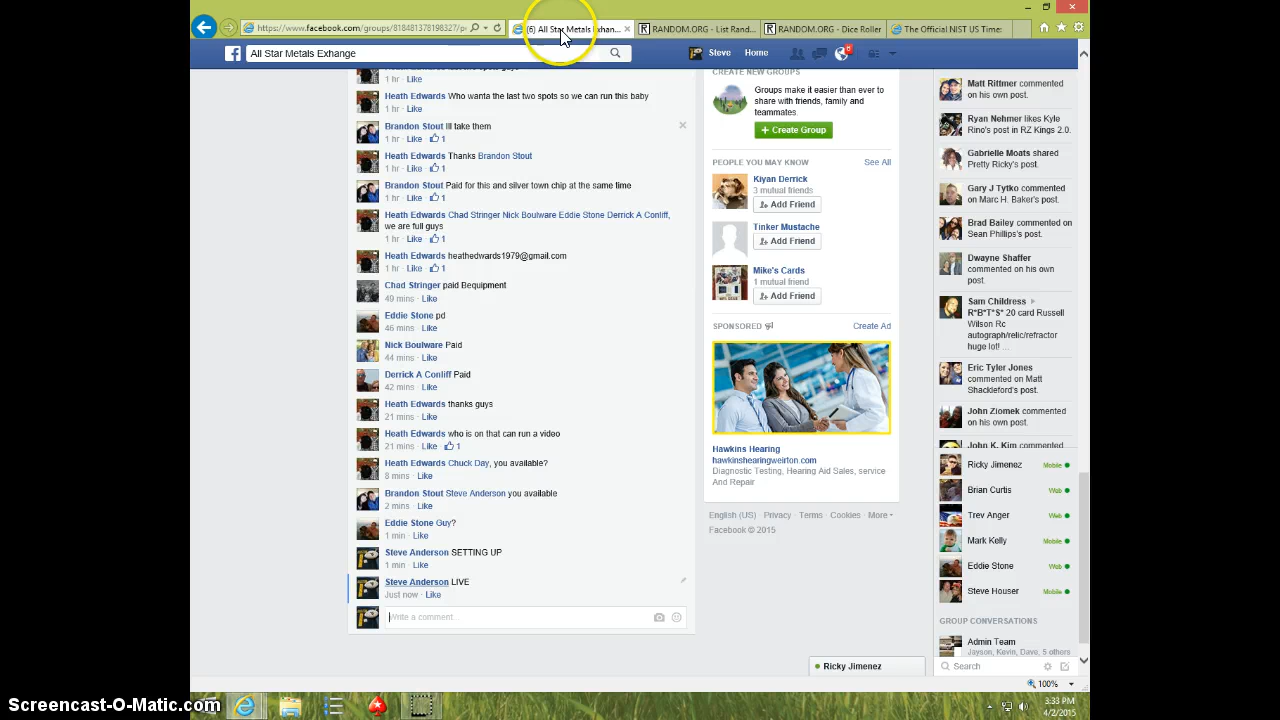 https://www.facebook.com/groups/818481378198327/p
(6) All Star Metals Exhan...
RANDOM.ORG - List Rand...
RANDOM.ORG - Dice Roller
The Official NIST US Time:
All Star Metals Exhange
Steve
Home
6
1 hr · Like
Heath Edwards Who wanta the last two spots so we can run this baby
1 hr · Like
Brandon Stout Ill take them
1 hr · Like 1
Heath Edwards Thanks Brandon Stout
1 hr · Like 1
Brandon Stout Paid for this and silver town chip at the same time
1 hr · Like 1
Heath Edwards Chad Stringer Nick Boulware Eddie Stone Derrick A Conliff,
we are full guys
1 hr · Like 1
Heath Edwards heathedwards1979@gmail.com
1 hr · Like 1
Chad Stringer paid Bequipment
49 mins · Like
Eddie Stone pd
46 mins · Like
Nick Boulware Paid
44 mins · Like
Derrick A Conliff Paid
42 mins · Like
Heath Edwards thanks guys
21 mins · Like
Heath Edwards who is on that can run a video
21 mins · Like 1
Heath Edwards Chuck Day, you available?
8 mins · Like
Brandon Stout Steve Anderson you available
2 mins · Like
Eddie Stone Guy?
1 min · Like
Steve Anderson SETTING UP
1 min · Like
Steve Anderson LIVE
Just now · Like
Write a comment...
CREATE NEW GROUPS
Groups make it easier than ever to
share with friends, family and
teammates.
+ Create Group
PEOPLE YOU MAY KNOW
See All
Kiyan Derrick
3 mutual friends
Add Friend
Tinker Mustache
Add Friend
Mike's Cards
1 mutual friend
Add Friend
SPONSORED
Create Ad
Hawkins Hearing
hawkinshearingweirton.com
Diagnostic Testing, Hearing Aid Sales, service
And Repair
English (US) · Privacy · Terms · Cookies · More
Facebook © 2015
Matt Rittmer commented
on his own post.
Ryan Nehmer likes Kyle
Rino's post in RZ Kings 2.0.
Gabrielle Moats shared
Pretty Ricky's post.
Gary J Tytko commented
on Marc H. Baker's post.
Brad Bailey commented on
Sean Phillips's post.
Dwayne Shaffer
commented on his own
post.
Sam Childress
R*B*T*S* 20 card Russell
Wilson Rc
autograph/relic/refractor
huge lot! ...
Eric Tyler Jones
commented on Matt
Shackleford's post.
John Ziomek commented
on his own post.
John K. Kim commented
Ricky Jimenez Mobile
Brian Curtis Web
Trev Anger Web
Mark Kelly Mobile
Eddie Stone Web
Steve Houser Mobile
GROUP CONVERSATIONS
Admin Team
Jayson, Kevin, Dave, 5 others
Search
Ricky Jimenez
100%
3:33 PM
4/2/2015
Screencast-O-Matic.com